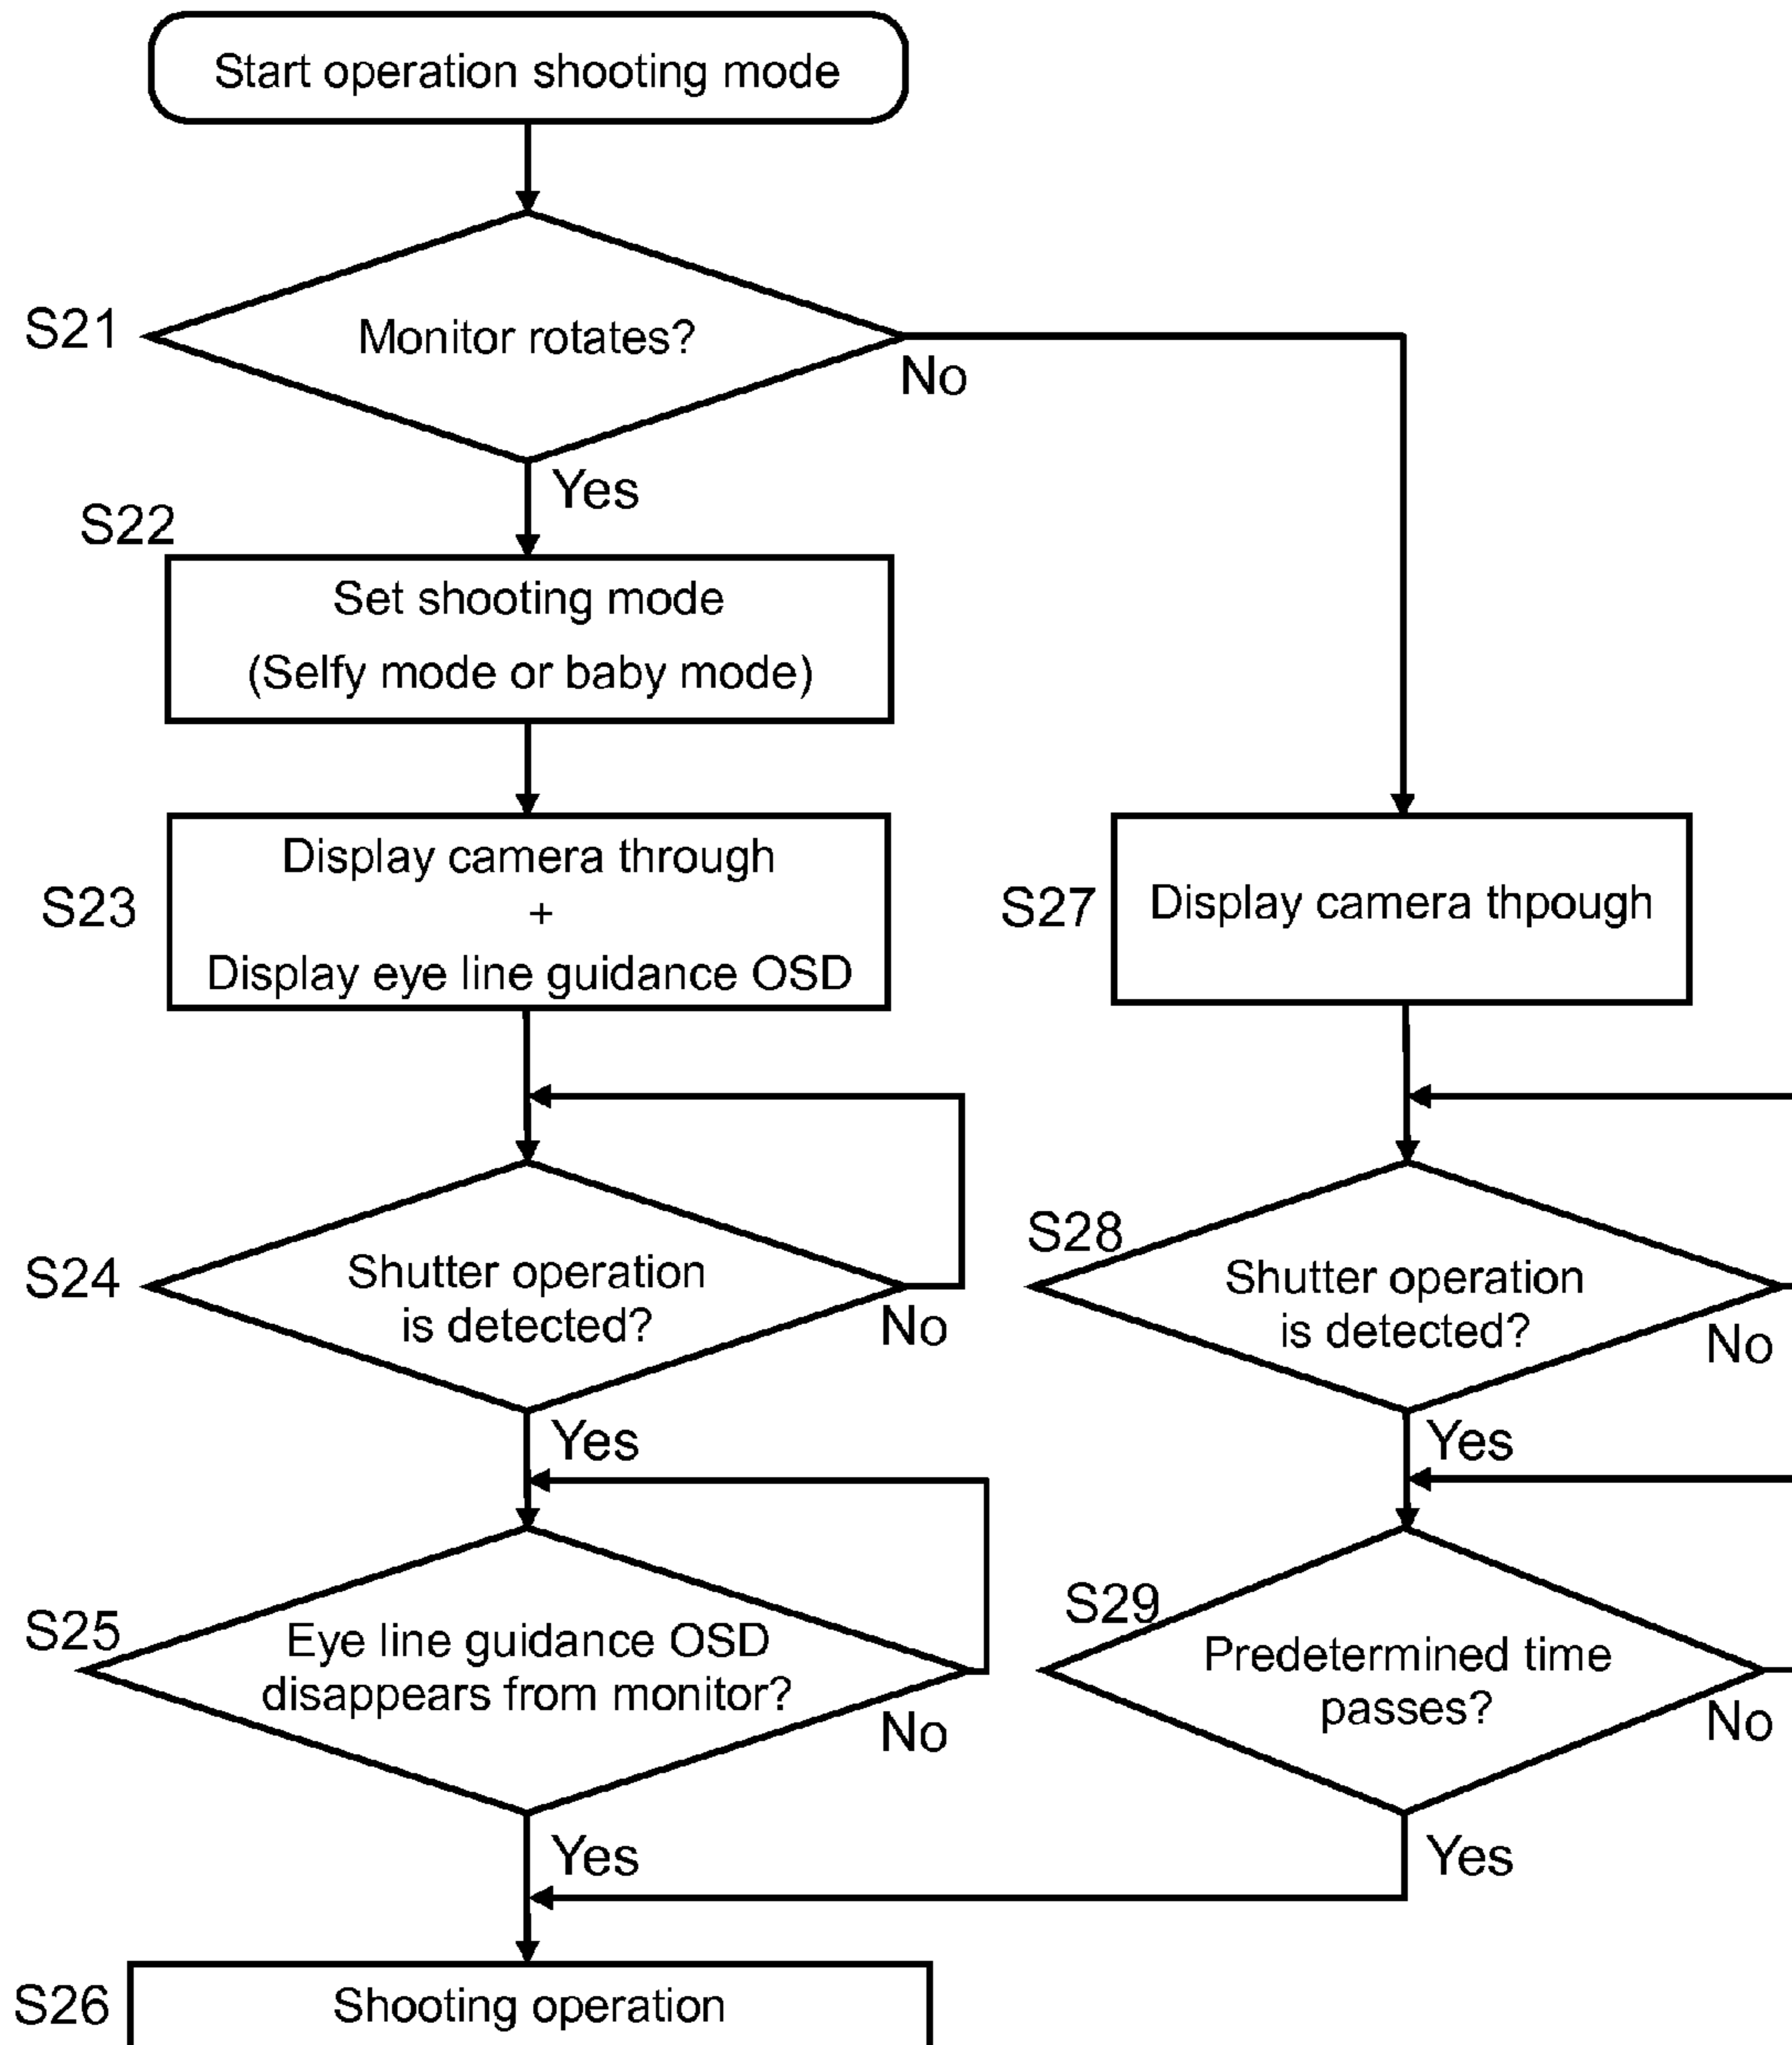 Start operation shooting mode
S21
Monitor rotates?
No
Yes
S22
Set shooting mode
(Selfy mode or baby mode)
S23
Display camera through
+
Display eye line guidance OSD
S27
Display camera thpough
S24
Shutter operation
is detected?
No
Yes
S28
Shutter operation
is detected?
No
Yes
S25
Eye line guidance OSD
disappears from monitor?
No
Yes
S29
Predetermined time
passes?
No
Yes
S26
Shooting operation